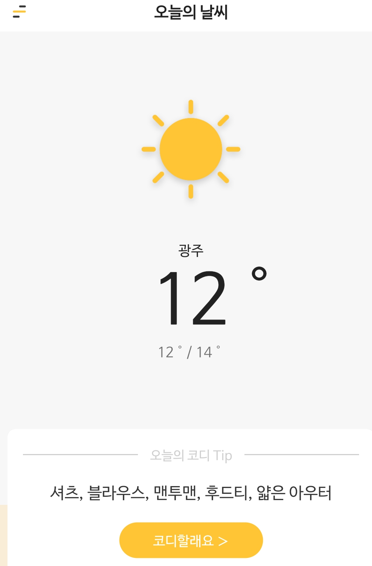 오늘의 날씨
광주
12 °
12 ° / 14 °
오늘의 코디 Tip
셔츠, 블라우스, 맨투맨, 후드티, 얇은 아우터
코디할래요 >